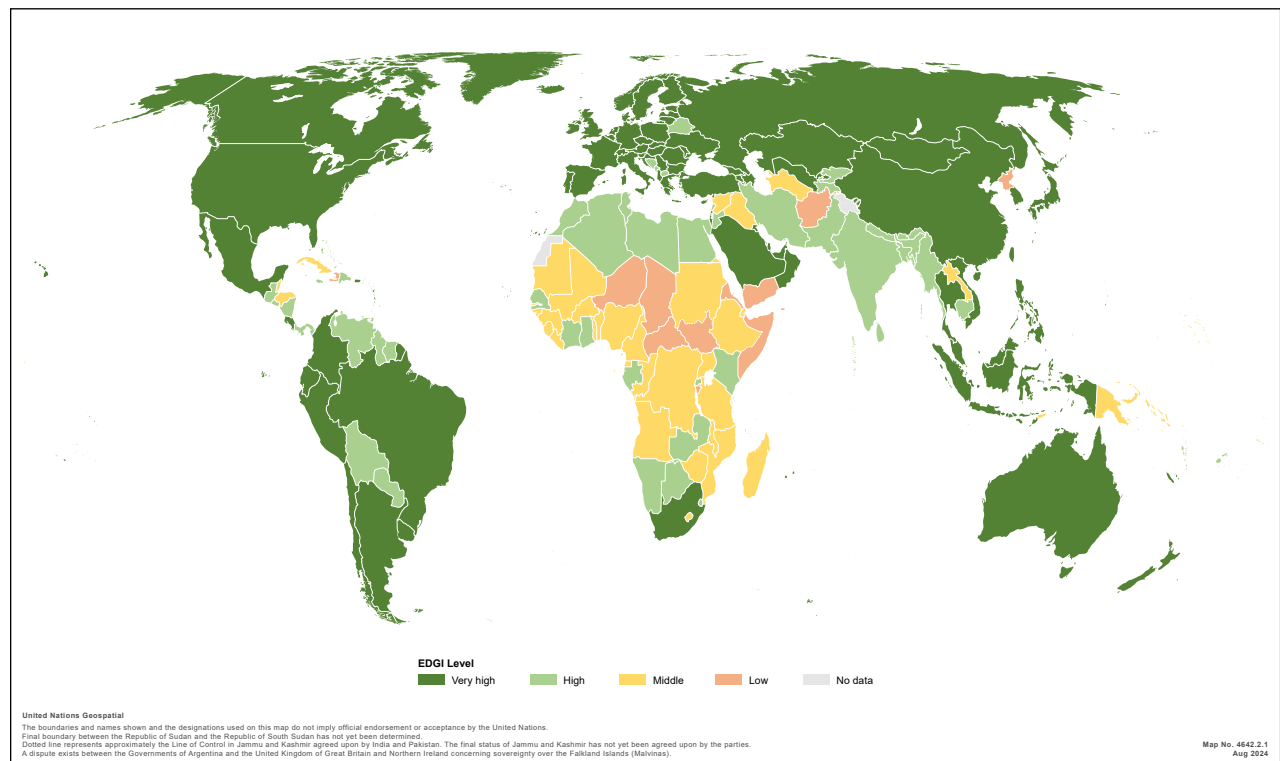 EDGI Level
Very high
High
Middle
Low
No data
United Nations Geospatial
The boundaries and names shown and the designations used on this map do not imply official endorsement or acceptance by the United Nations.
Final boundary between the Republic of Sudan and the Republic of South Sudan has not yet been determined.
Dotted line represents approximately the Line of Control in Jammu and Kashmir agreed upon by India and Pakistan. The final status of Jammu and Kashmir has not yet been agreed upon by the parties.
A dispute exists between the Governments of Argentina and the United Kingdom of Great Britain and Northern Ireland concerning sovereignty over the Falkland Islands (Malvinas).
Map No. 4642.2.1
Aug 2024